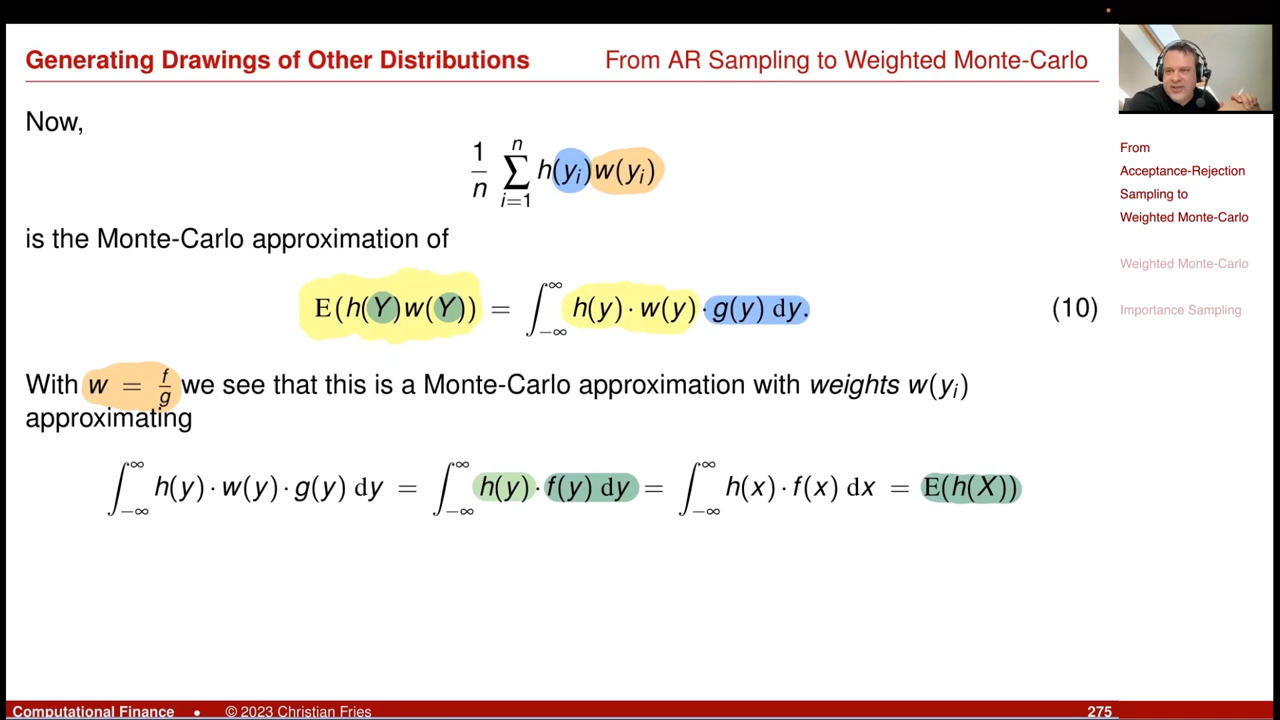 Generating Drawings of Other Distributions
From AR Sampling to Weighted Monte-Carlo
Now,
1/n ∑_{i=1}^{n} h(y_i)w(y_i)
is the Monte-Carlo approximation of
E(h(Y)w(Y)) = ∫_{−∞}^{∞} h(y) · w(y) · g(y) dy. (10)
With w = f/g we see that this is a Monte-Carlo approximation with weights w(y_i)
approximating
∫_{−∞}^{∞} h(y) · w(y) · g(y) dy = ∫_{−∞}^{∞} h(y) · f(y) dy = ∫_{−∞}^{∞} h(x) · f(x) dx = E(h(X))
From
Acceptance-Rejection
Sampling to
Weighted Monte-Carlo
Weighted Monte-Carlo
Importance Sampling
Computational Finance • © 2023 Christian Fries 275